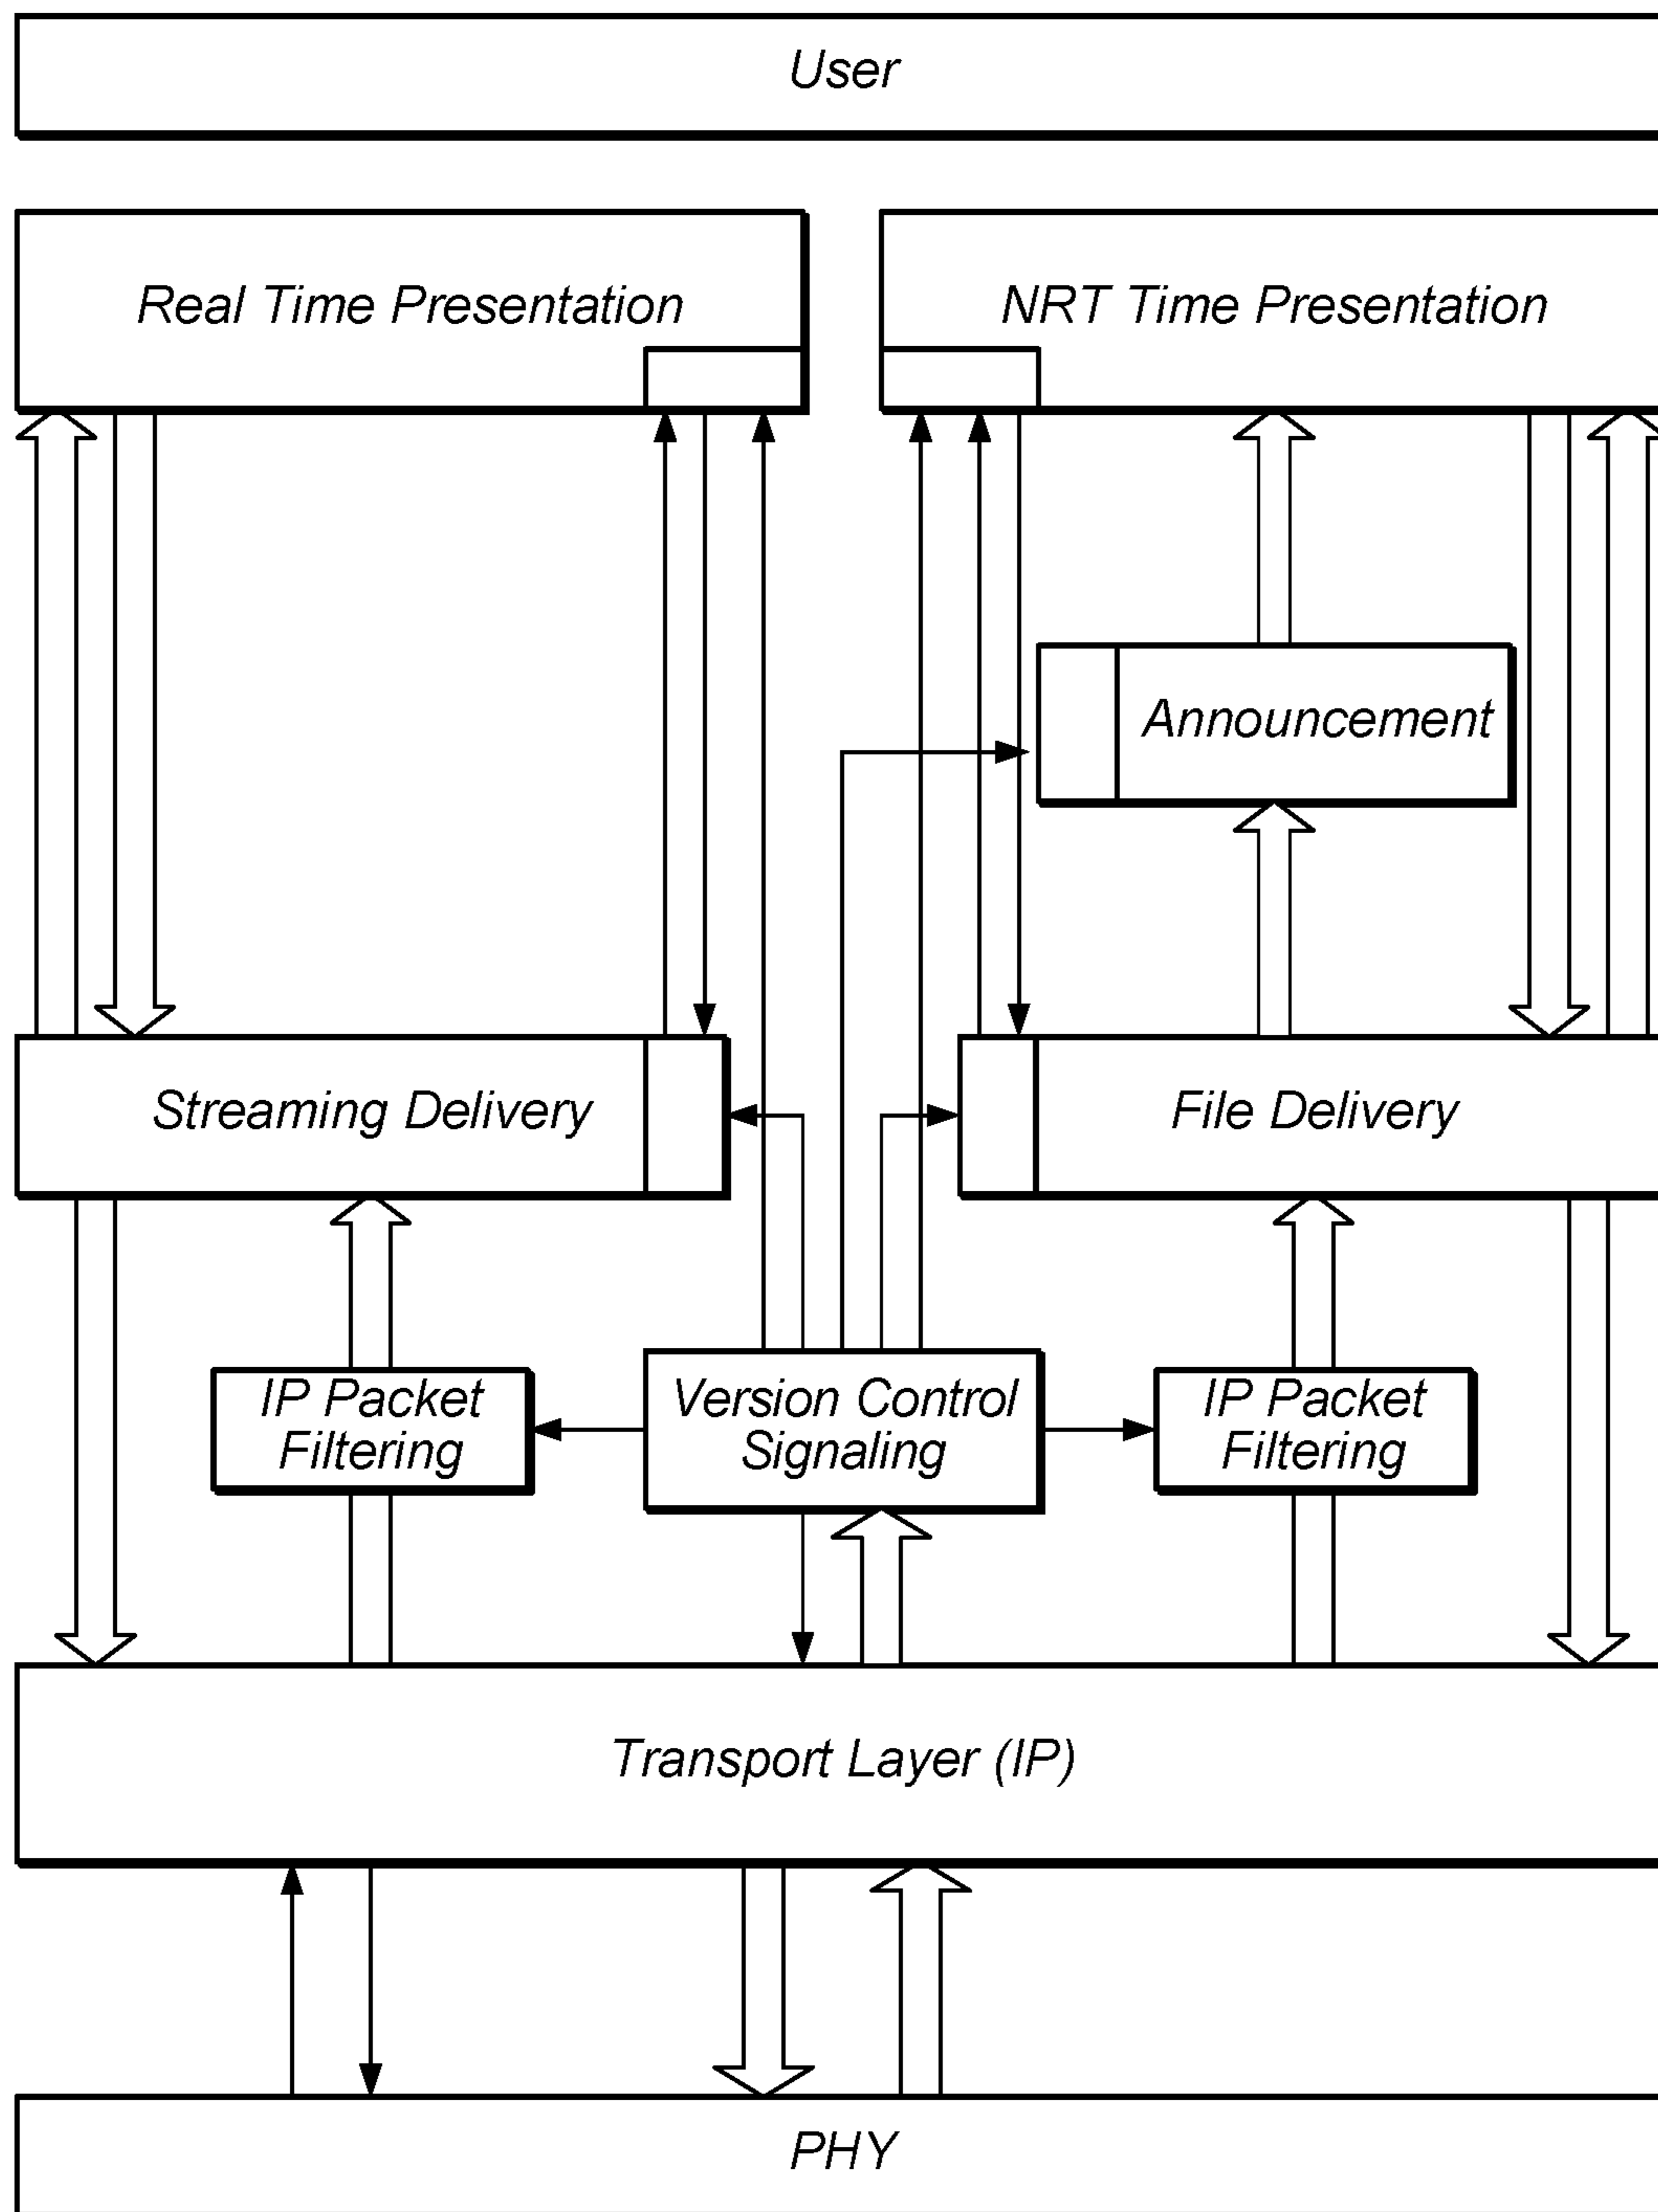 User
Real Time Presentation
NRT Time Presentation
Announcement
Streaming Delivery
File Delivery
IP Packet
Filtering
Version Control
Signaling
IP Packet
Filtering
Transport Layer (IP)
PHY